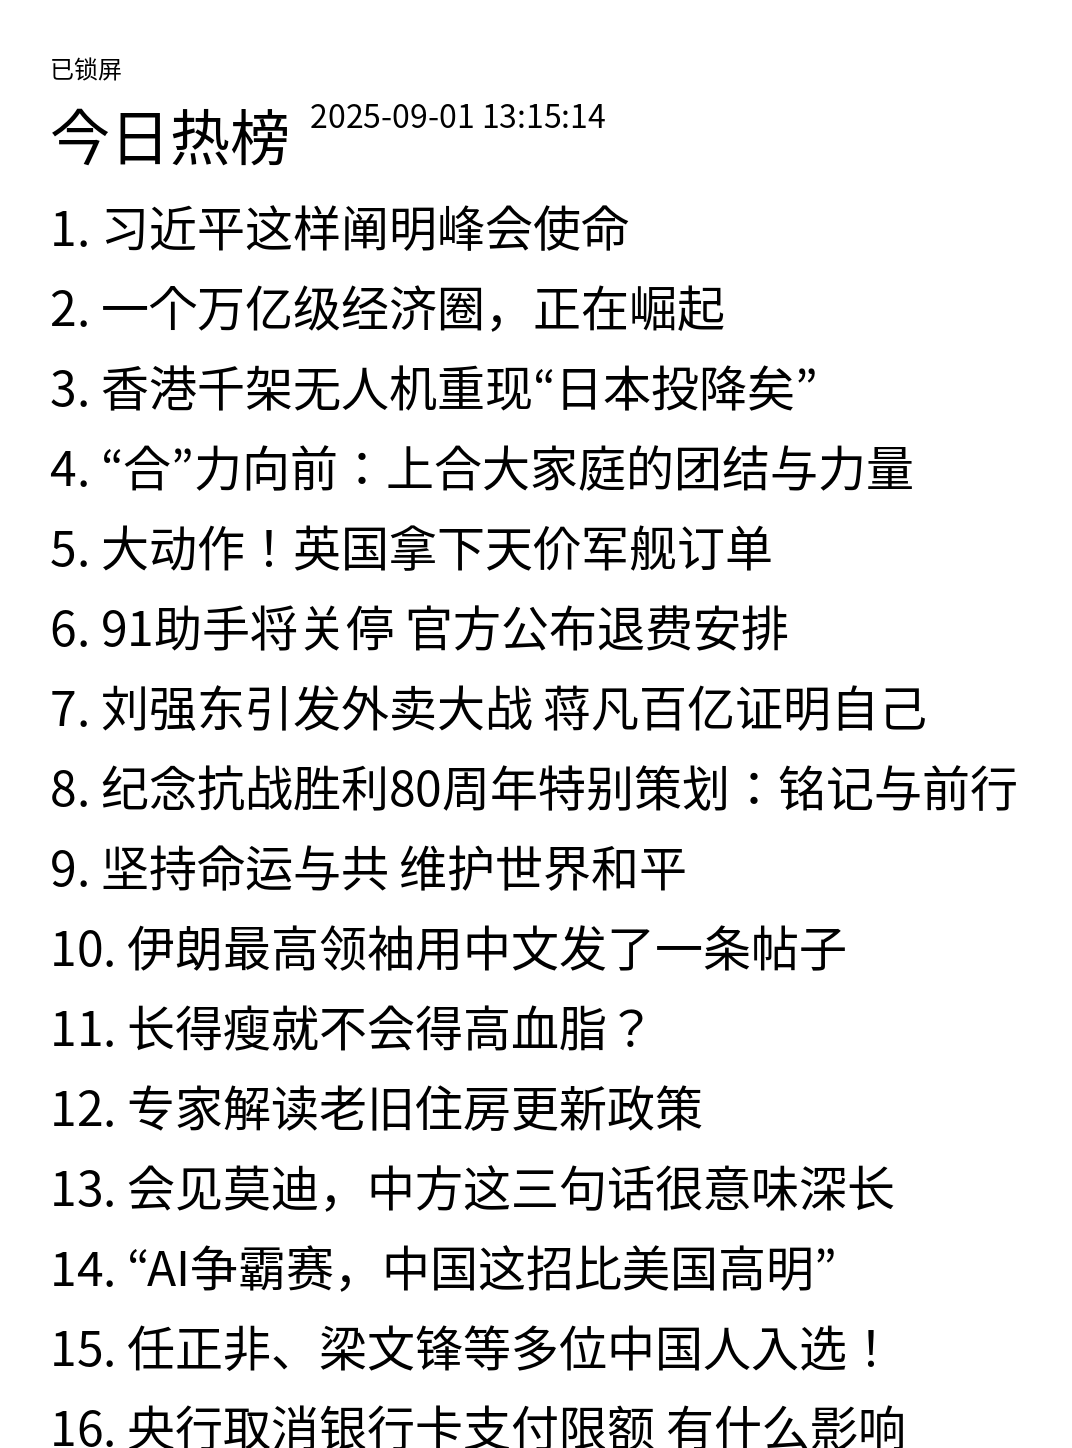 已锁屏
今日热榜 2025-09-01 13:15:14
1. 习近平这样阐明峰会使命
2. 一个万亿级经济圈，正在崛起
3. 香港千架无人机重现“日本投降矣”
4. “合”力向前：上合大家庭的团结与力量
5. 大动作！英国拿下天价军舰订单
6. 91助手将关停 官方公布退费安排
7. 刘强东引发外卖大战 蒋凡百亿证明自己
8. 纪念抗战胜利80周年特别策划：铭记与前行
9. 坚持命运与共 维护世界和平
10. 伊朗最高领袖用中文发了一条帖子
11. 长得瘦就不会得高血脂？
12. 专家解读老旧住房更新政策
13. 会见莫迪，中方这三句话很意味深长
14. “AI争霸赛，中国这招比美国高明”
15. 任正非、梁文锋等多位中国人入选！
16. 央行取消银行卡支付限额 有什么影响